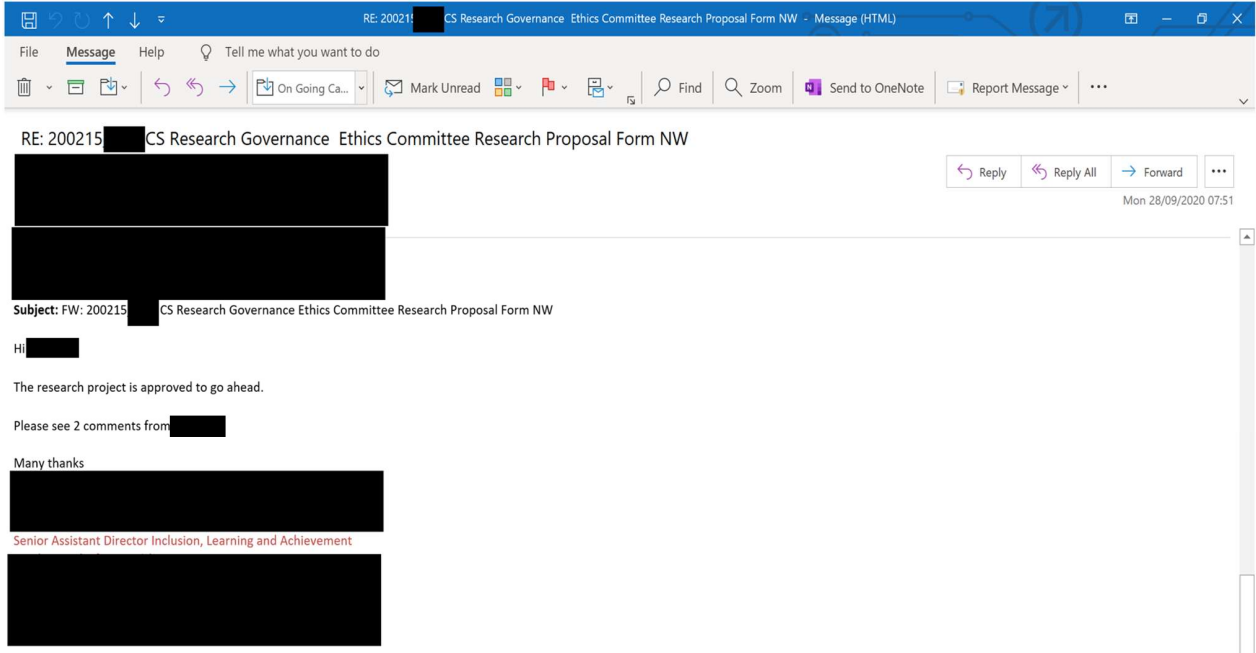 RE: 20021 CS Research Governance Ethics Committee Research Proposal Form NW - Message (HTML)
File Message Help Tell me what you want to do
On Going Ca... Mark Unread Find Zoom Send to OneNote Report Message ...
RE: 200215 CS Research Governance Ethics Committee Research Proposal Form NW
Reply Reply All Forward ...
Mon 28/09/2020 07:51
Subject: FW: 200215 CS Research Governance Ethics Committee Research Proposal Form NW
Hi
The research project is approved to go ahead.
Please see 2 comments from
Many thanks
Senior Assistant Director Inclusion, Learning and Achievement